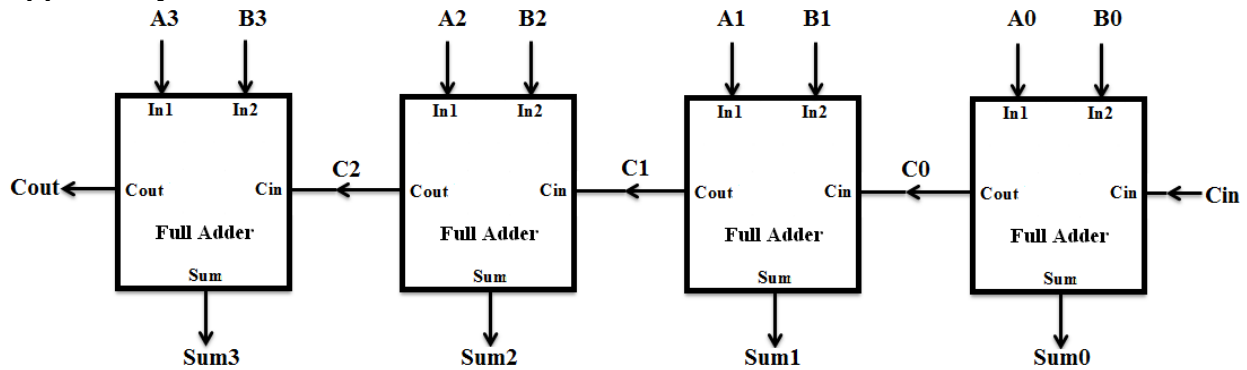 A3 B3 A2 B2 A1 B1 A0 B0
In1 In2 In1 In2 In1 In2 In1 In2
C2 C1 C0
Cout Cout Cin Cout Cin Cout Cin Cout Cin Cin
Full Adder Full Adder Full Adder Full Adder
Sum Sum Sum Sum
Sum3 Sum2 Sum1 Sum0